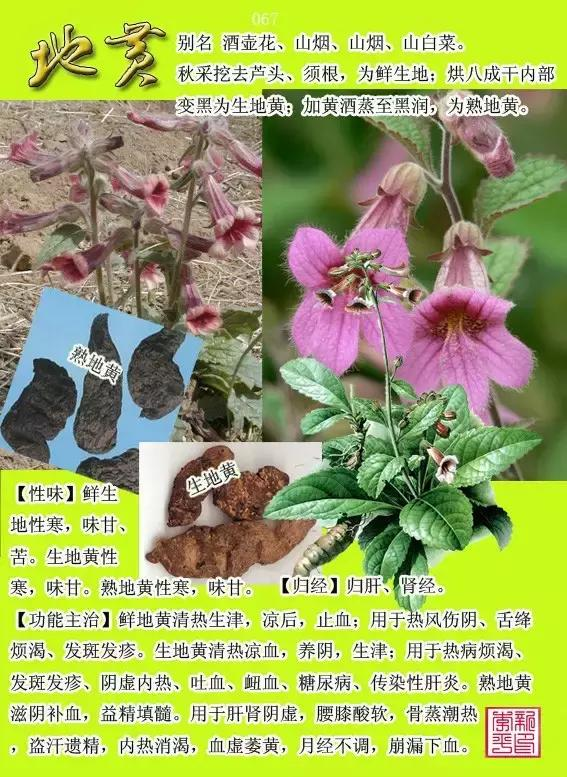 067
地黄
别名 酒壶花、山烟、山烟、山白菜。
秋采挖去芦头、须根，为鲜生地；烘八成干内部
变黑为生地黄；加黄酒蒸至黑润，为熟地黄。
熟地黄
生地黄
【性味】鲜生
地性寒，味甘、
苦。生地黄性
寒，味甘。熟地黄性寒，味甘。
【归经】归肝、肾经。
【功能主治】鲜地黄清热生津，凉后，止血；用于热风伤阴、舌绛
烦渴、发斑发疹。生地黄清热凉血，养阴，生津；用于热病烦渴、
发斑发疹、阴虚内热、吐血、衄血、糖尿病、传染性肝炎。熟地黄
滋阴补血，益精填髓。用于肝肾阴虚，腰膝酸软，骨蒸潮热
，盗汗遗精，内热消渴，血虚萎黄，月经不调，崩漏下血。